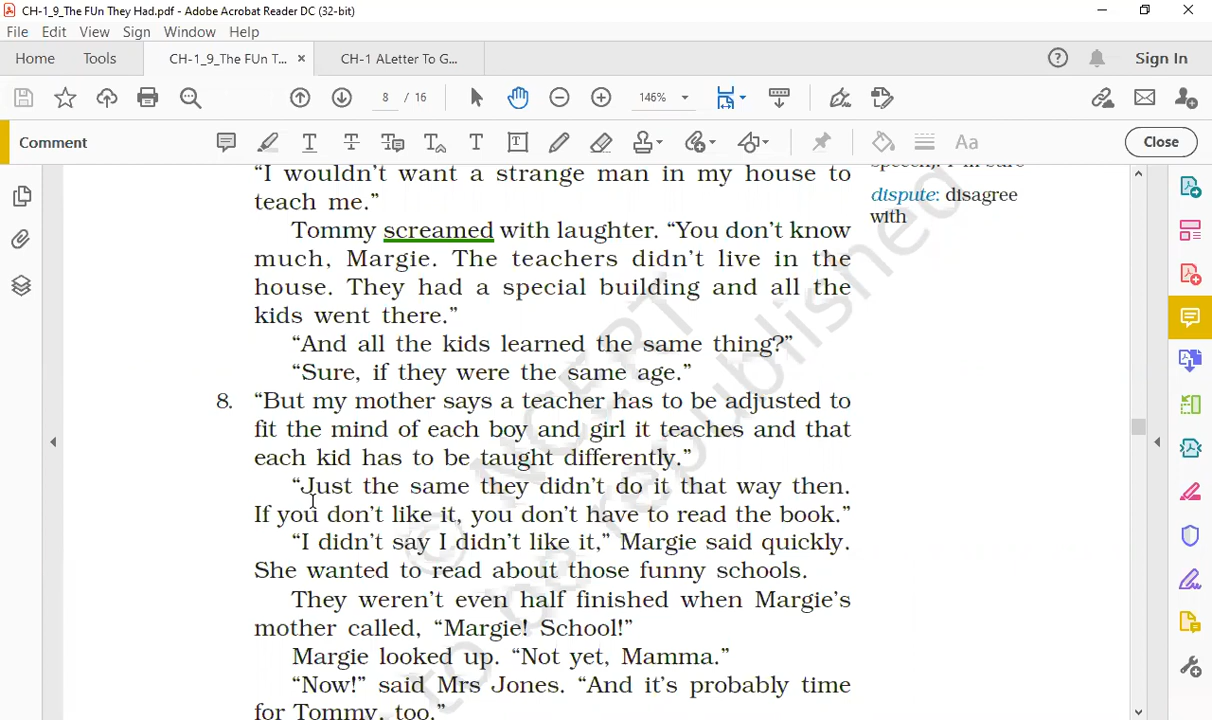 CH-1_9_The FUn They Had.pdf - Adobe Acrobat Reader DC (32-bit)
File Edit View Sign Window Help
Home Tools CH-1_9_The FUn T... × CH-1 ALetter To G... Sign In
8 / 16 146%
Comment Close
“I wouldn’t want a strange man in my house to
teach me.”
Tommy screamed with laughter. “You don’t know
much, Margie. The teachers didn’t live in the
house. They had a special building and all the
kids went there.”
“And all the kids learned the same thing?”
“Sure, if they were the same age.”
8. “But my mother says a teacher has to be adjusted to
fit the mind of each boy and girl it teaches and that
each kid has to be taught differently.”
“Just the same they didn’t do it that way then.
If you don’t like it, you don’t have to read the book.”
“I didn’t say I didn’t like it,” Margie said quickly.
She wanted to read about those funny schools.
They weren’t even half finished when Margie’s
mother called, “Margie! School!”
Margie looked up. “Not yet, Mamma.”
“Now!” said Mrs Jones. “And it’s probably time
for Tommy, too.”
dispute: disagree
with
© NCERT
to be republished